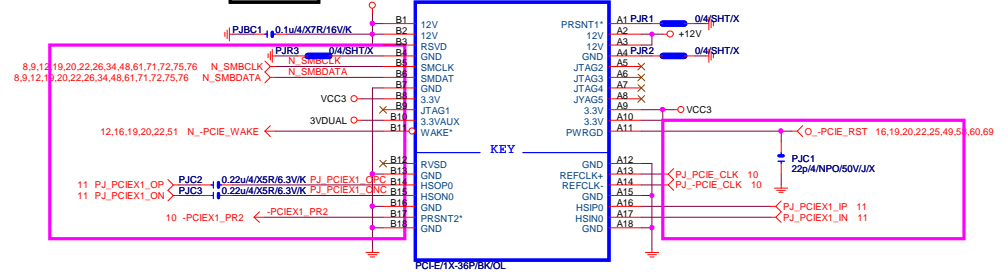 PJBC1 0.1u/4/X7R/16V/K
B1 12V PRSNT1* A1 PJR1 0/4/SHT/X
B2 12V 12V A2 +12V
B3 RSVD 12V A3
PJR3 0/4/SHT/X B4 GND GND A4 PJR2 0/4/SHT/X
8,9,12,19,20,22,26,34,48,61,71,72,75,76 N_SMBCLK N_SMBCLK B5 SMCLK JTAG2 A5
8,9,12,19,20,22,26,34,48,61,71,72,75,76 N_SMBDATA N_SMBDATA B6 SMDAT JTAG3 A6
B7 GND JTAG4 A7
VCC3 B8 3.3V JYAG5 A8
B9 JTAG1 3.3V A9 VCC3
3VDUAL B10 3.3VAUX 3.3V A10
12,16,19,20,22,51 N_-PCIE_WAKE B11 WAKE* PWRGD A11 O_-PCIE_RST 16,19,20,22,25,49,58,60,69
KEY
PJC1
22p/4/NPO/50V/J/X
B12 RVSD GND A12
B13 GND REFCLK+ A13 PJ_PCIE_CLK 10
11 PJ_PCIEX1_OP PJC2 0.22u/4/X5R/6.3V/K PJ_PCIEX1_OPC B14 HSOP0 REFCLK- A14 PJ_-PCIE_CLK 10
11 PJ_PCIEX1_ON PJC3 0.22u/4/X5R/6.3V/K PJ_PCIEX1_ONC B15 HSON0 GND A15
B16 GND HSIP0 A16 PJ_PCIEX1_IP 11
10 -PCIEX1_PR2 -PCIEX1_PR2 B17 PRSNT2* HSIN0 A17 PJ_PCIEX1_IN 11
B18 GND GND A18
PCI-E/1X-36P/BK/OL